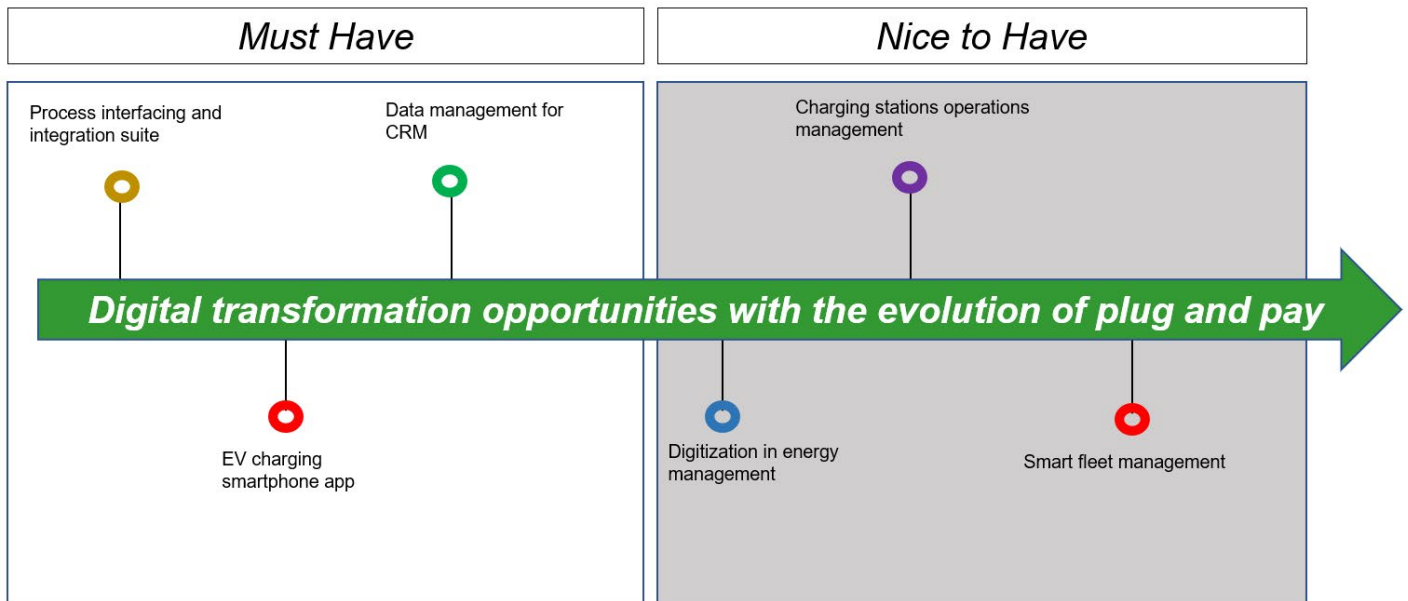 Must Have
Nice to Have
Process interfacing and
integration suite
Data management for
CRM
Charging stations operations
management
Digital transformation opportunities with the evolution of plug and pay
EV charging
smartphone app
Digitization in energy
management
Smart fleet management